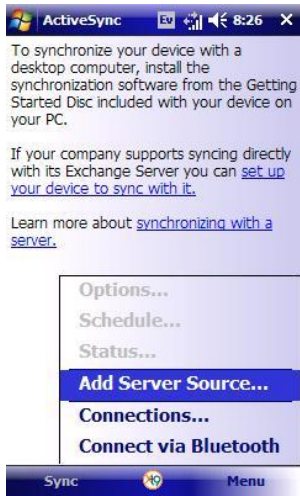 ActiveSync Ev 8:26 X
To synchronize your device with a
desktop computer, install the
synchronization software from the Getting
Started Disc included with your device on
your PC.
If your company supports syncing directly
with its Exchange Server you can set up
your device to sync with it.
Learn more about synchronizing with a
server.
Options...
Schedule...
Status...
Add Server Source...
Connections...
Connect via Bluetooth
Sync Menu